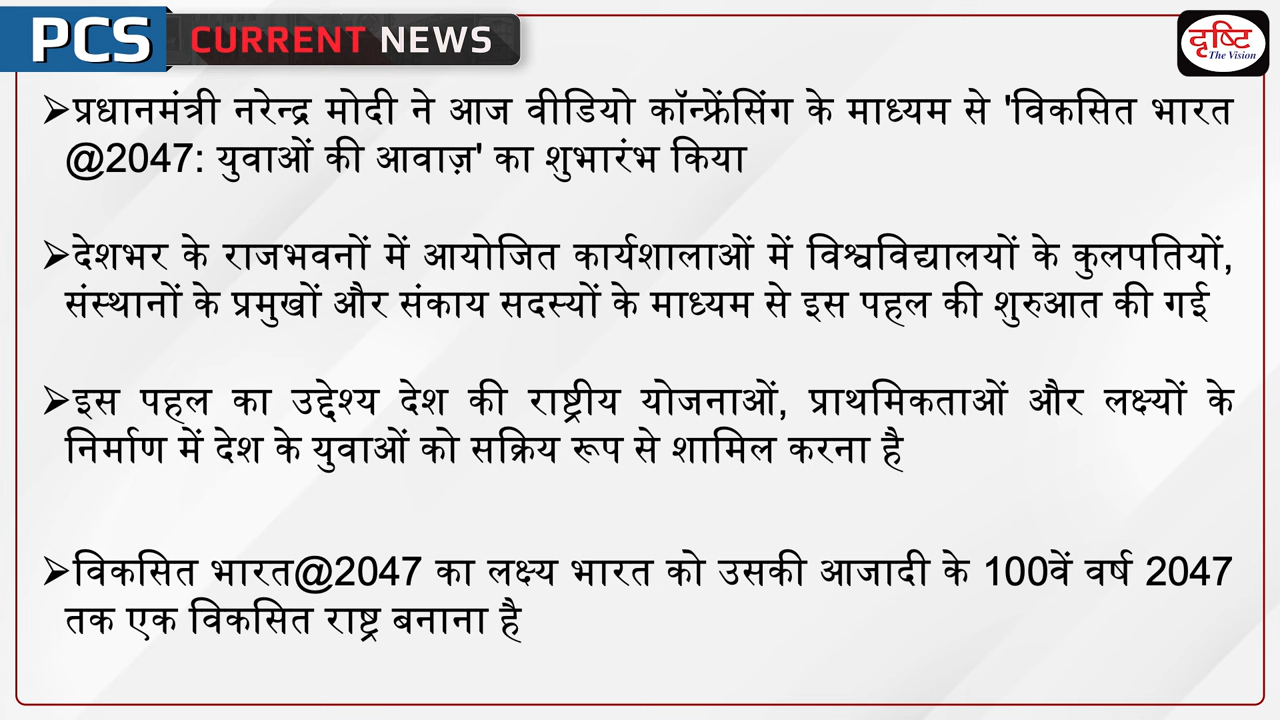 PCS CURRENT NEWS
दृष्टि
The Vision
➢प्रधानमंत्री नरेन्द्र मोदी ने आज वीडियो कॉन्फ्रेंसिंग के माध्यम से 'विकसित भारत
@2047: युवाओं की आवाज़' का शुभारंभ किया
➢देशभर के राजभवनों में आयोजित कार्यशालाओं में विश्वविद्यालयों के कुलपतियों,
संस्थानों के प्रमुखों और संकाय सदस्यों के माध्यम से इस पहल की शुरुआत की गई
➢इस पहल का उद्देश्य देश की राष्ट्रीय योजनाओं, प्राथमिकताओं और लक्ष्यों के
निर्माण में देश के युवाओं को सक्रिय रूप से शामिल करना है
➢विकसित भारत@2047 का लक्ष्य भारत को उसकी आजादी के 100वें वर्ष 2047
तक एक विकसित राष्ट्र बनाना है